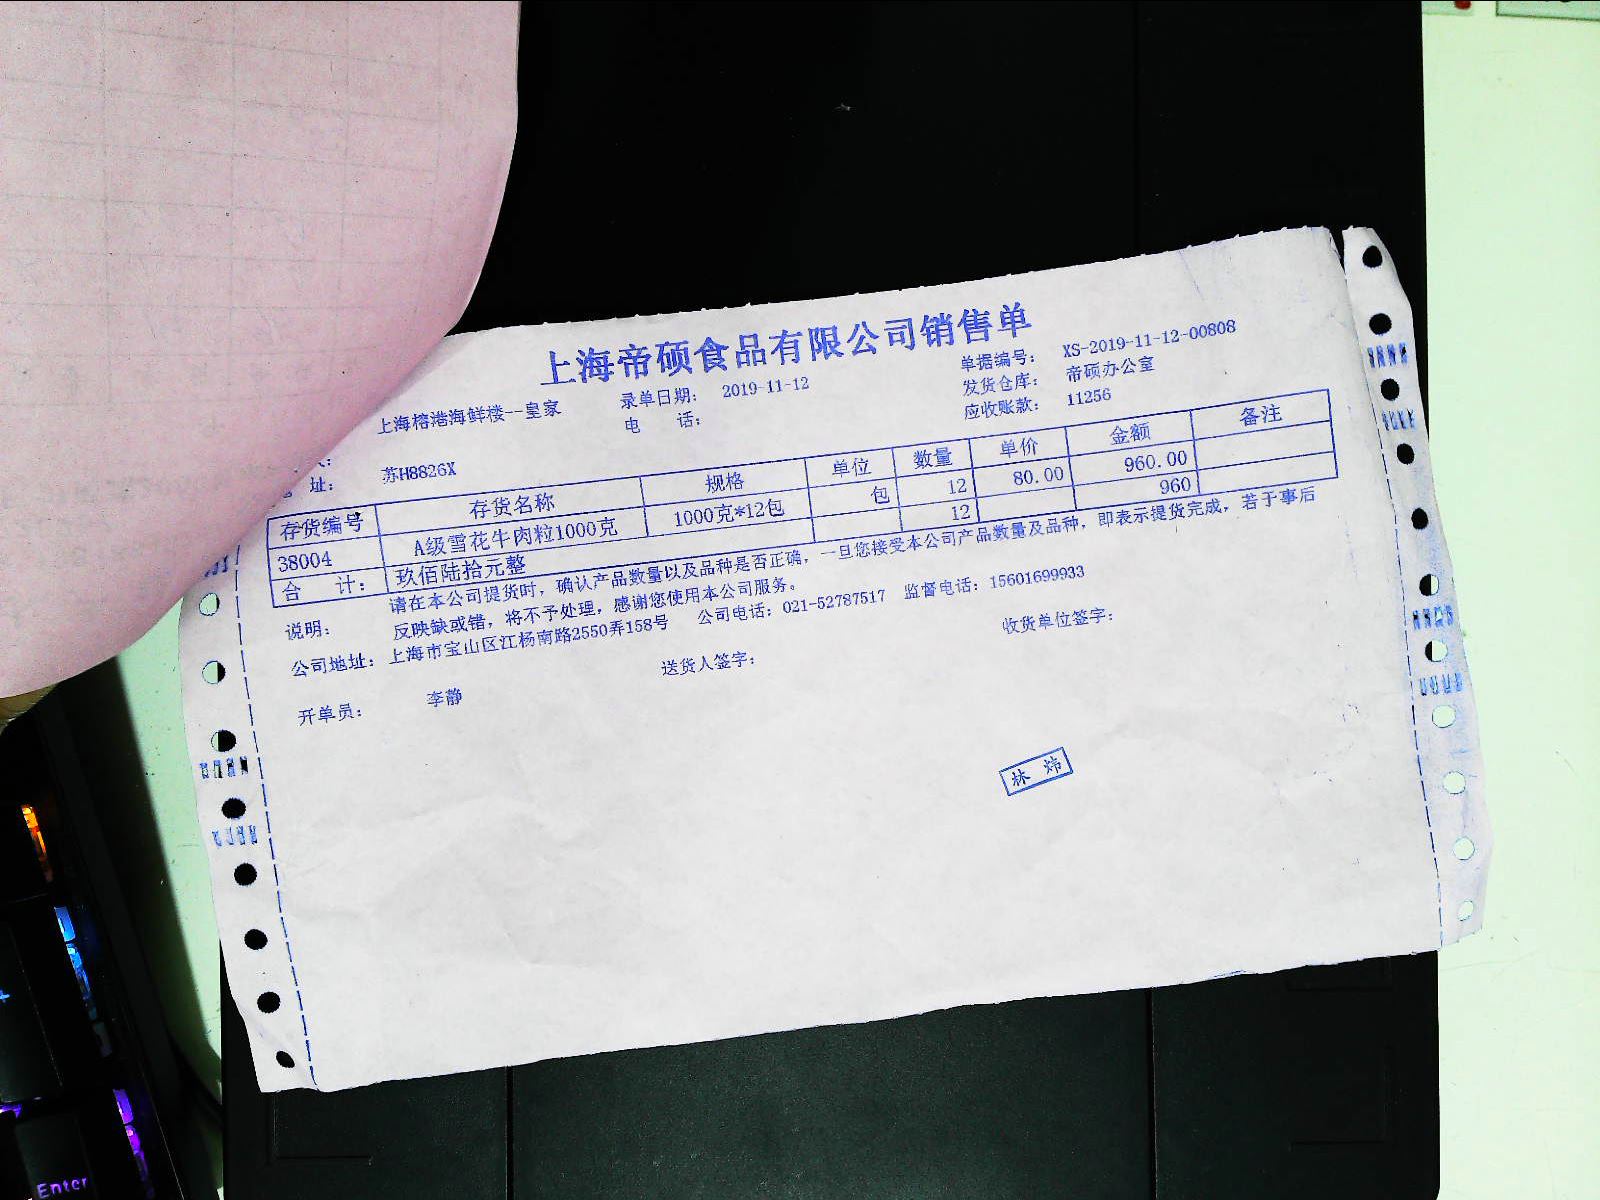 上海帝硕食品有限公司销售单
上海榕港海鲜楼--皇家 录单日期: 2019-11-12 单据编号: XS-2019-11-12-00808
电 话: 发货仓库: 帝硕办公室
址: 苏H8826X 应收账款: 11256
存货编号 存货名称 规格 单位 数量 单价 金额 备注
38004 A级雪花牛肉粒1000克 1000克*12包 包 12 80.00 960.00
合 计: 玖佰陆拾元整 12 960
说明: 请在本公司提货时，确认产品数量以及品种是否正确，一旦您接受本公司产品数量及品种，即表示提货完成，若于事后
反映缺或错，将不予处理，感谢您使用本公司服务。
公司地址: 上海市宝山区江杨南路2550弄158号 公司电话: 021-52787517 监督电话: 15601699933
开单员: 李静 送货人签字: 收货单位签字:
林 炜
Enter